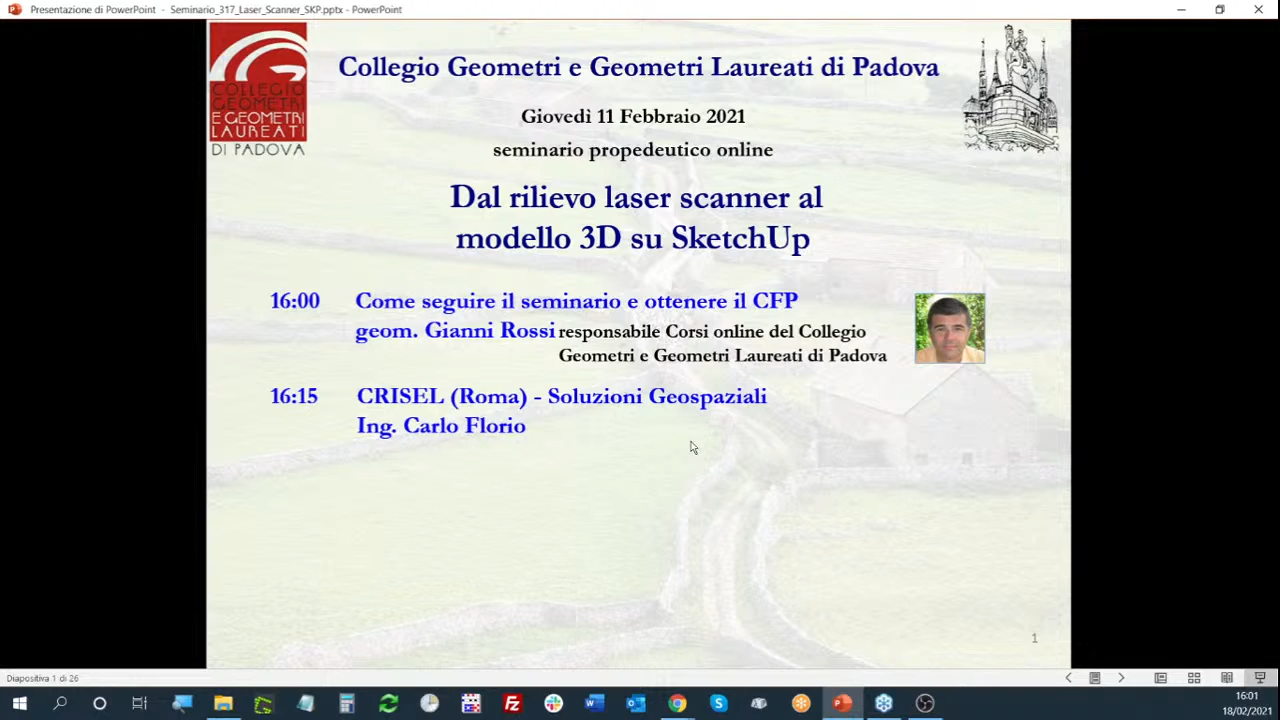 Presentazione di PowerPoint - Seminario_317_Laser_Scanner_SKP.pptx - PowerPoint
COLLEGIO
GEOMETRI
E GEOMETRI
LAUREATI
DI PADOVA
Collegio Geometri e Geometri Laureati di Padova
Giovedì 11 Febbraio 2021
seminario propedeutico online
Dal rilievo laser scanner al
modello 3D su SketchUp
16:00 Come seguire il seminario e ottenere il CFP
geom. Gianni Rossi responsabile Corsi online del Collegio
Geometri e Geometri Laureati di Padova
16:15 CRISEL (Roma) - Soluzioni Geospaziali
Ing. Carlo Florio
1
Diapositiva 1 di 26
16:01
18/02/2021